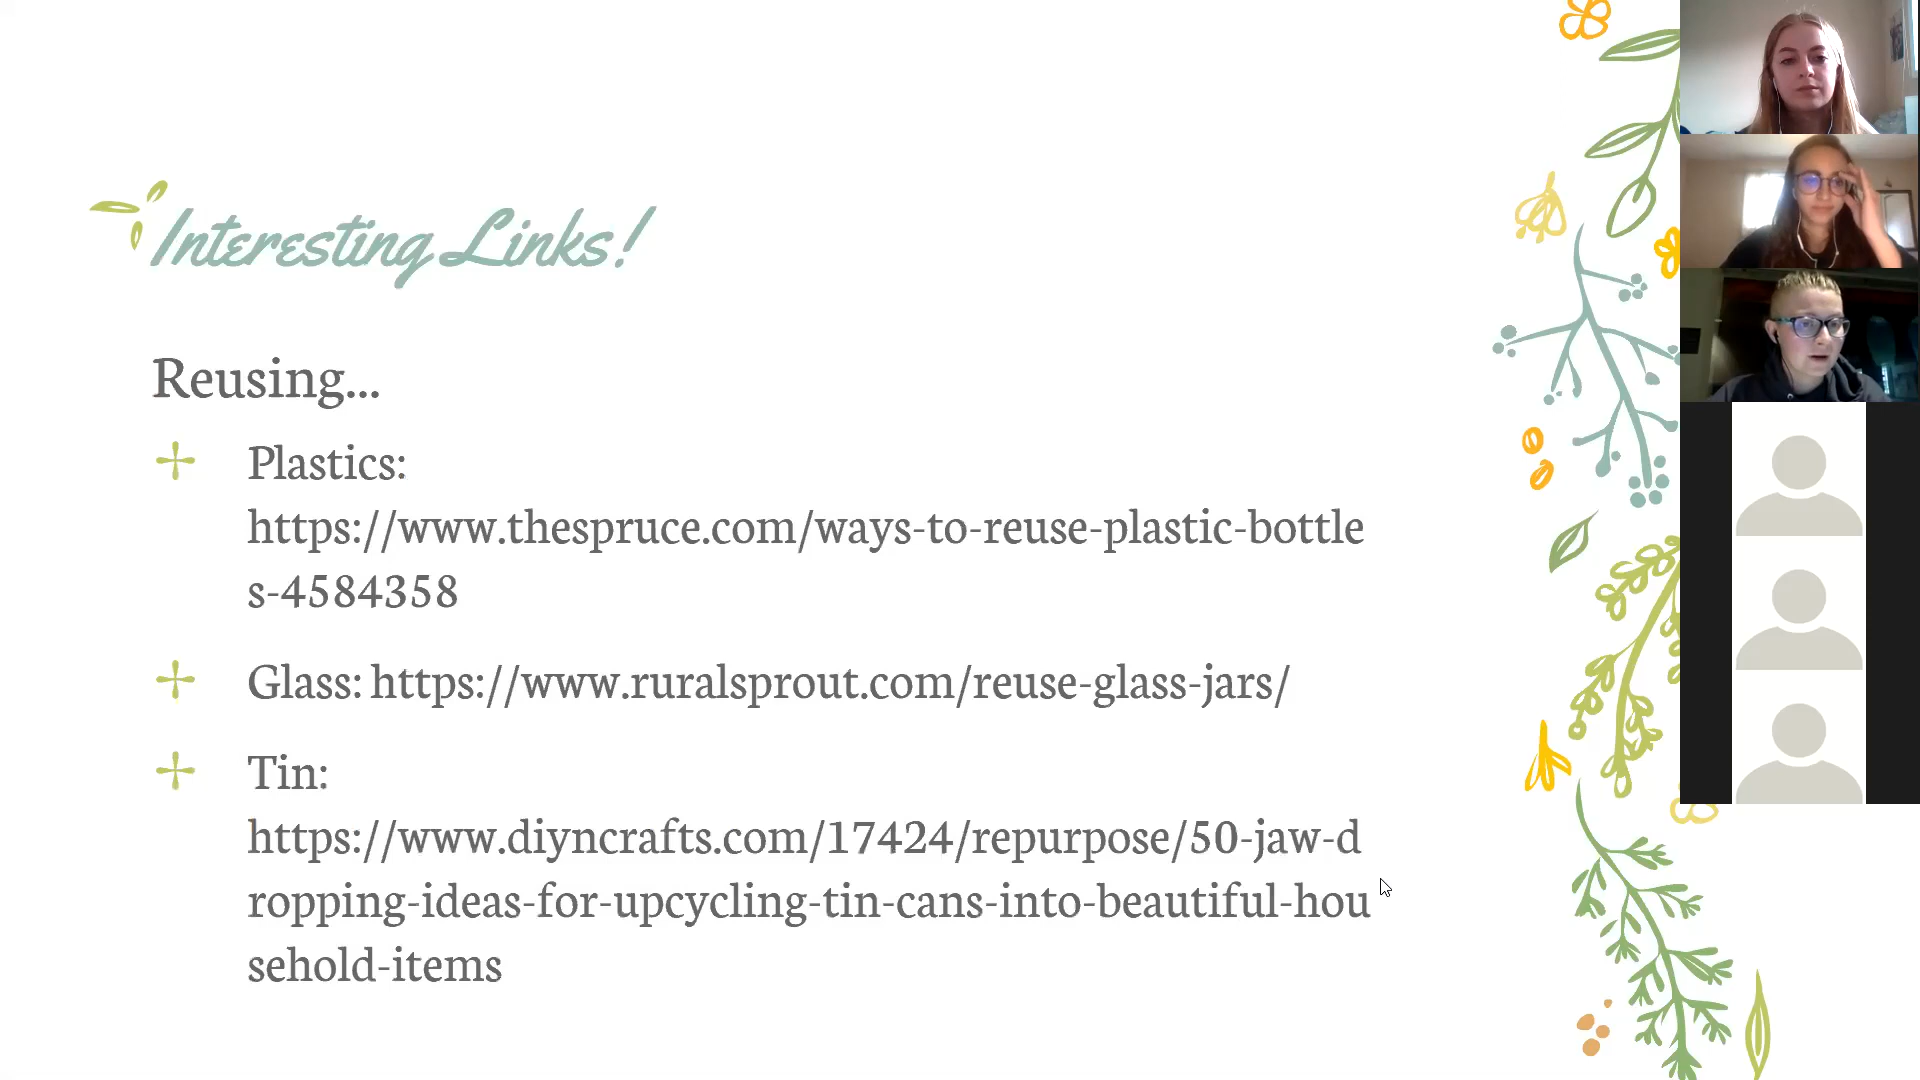 Interesting Links!
Reusing...
Plastics:
https://www.thespruce.com/ways-to-reuse-plastic-bottle
s-4584358
Glass: https://www.ruralsprout.com/reuse-glass-jars/
Tin:
https://www.diyncrafts.com/17424/repurpose/50-jaw-d
ropping-ideas-for-upcycling-tin-cans-into-beautiful-hou
sehold-items